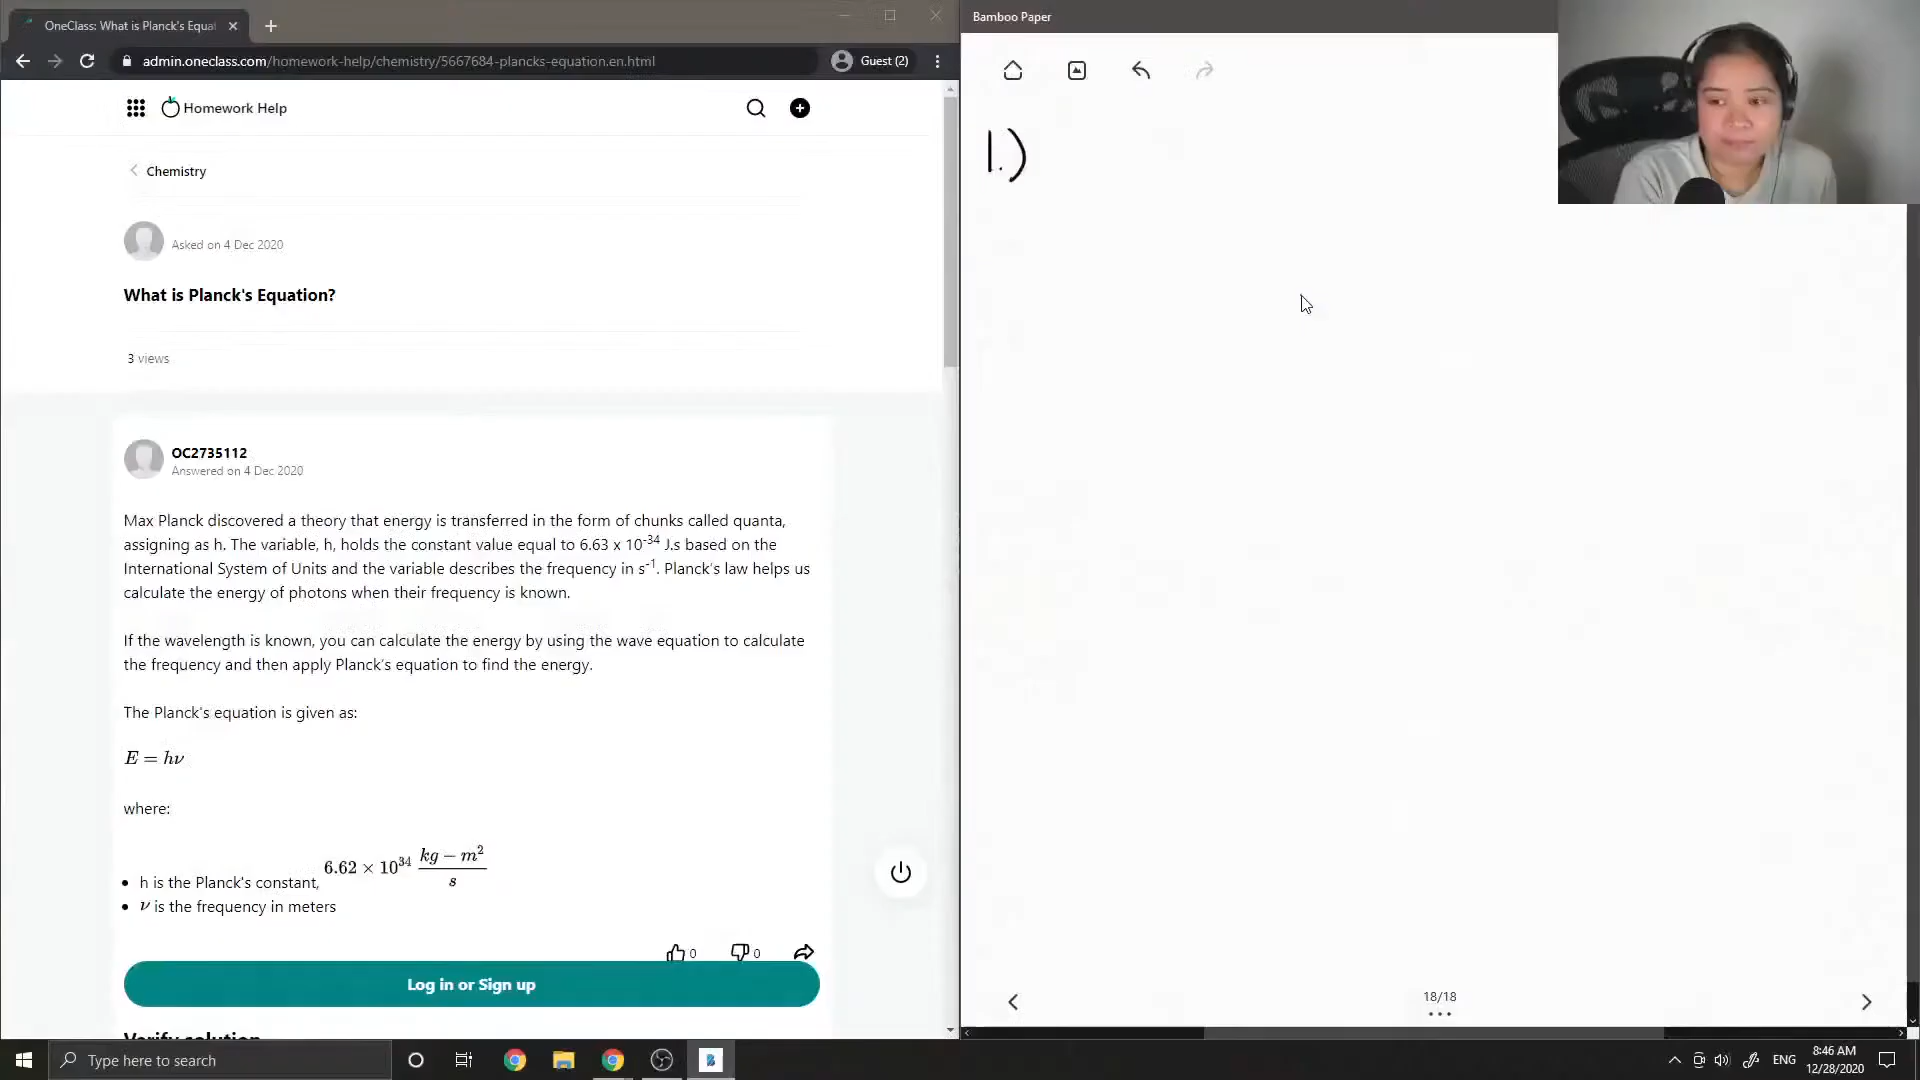 OneClass: What is Planck's Equat
admin.oneclass.com/homework-help/chemistry/5667684-plancks-equation.en.html
Guest (2)
Homework Help
Chemistry
Asked on 4 Dec 2020
What is Planck's Equation?
3 views
OC2735112
Answered on 4 Dec 2020
Max Planck discovered a theory that energy is transferred in the form of chunks called quanta,
assigning as h. The variable, h, holds the constant value equal to 6.63 x 10⁻³⁴ J.s based on the
International System of Units and the variable describes the frequency in s⁻¹. Planck's law helps us
calculate the energy of photons when their frequency is known.
If the wavelength is known, you can calculate the energy by using the wave equation to calculate
the frequency and then apply Planck's equation to find the energy.
The Planck's equation is given as:
E = hν
where:
• h is the Planck's constant, 6.62 × 10³⁴ kg − m² / s
• ν is the frequency in meters
0
0
Log in or Sign up
Verify solution
Bamboo Paper
1.)
18/18
Type here to search
ENG
8:46 AM
12/28/2020